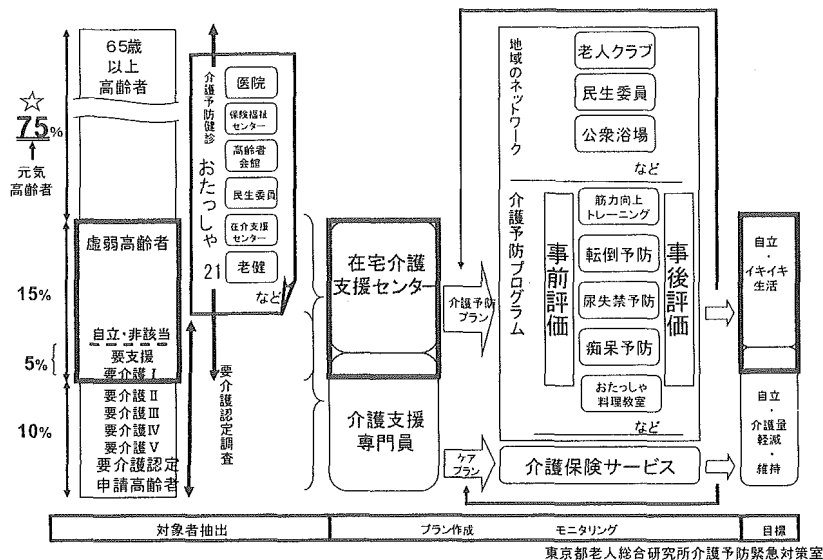 65歳
以上
高齢者
☆
75%
元気
高齢者
虚弱高齢者
15%
自立・非該当
5%
要支援
要介護Ⅰ
10%
要介護Ⅱ
要介護Ⅲ
要介護Ⅳ
要介護Ⅴ
要介護認定
申請高齢者
介護予防健診
おたっしゃ21
医院
保険福祉
センター
高齢者
会館
民生委員
在介支援
センター
老健
など
要介護認定調査
在宅介護
支援センター
介護支援
専門員
介護予防
プラン
ケア
プラン
地域のネットワーク
老人クラブ
民生委員
公衆浴場
など
介護予防プログラム
事前評価
筋力向上
トレーニング
転倒予防
尿失禁予防
痴呆予防
おたっしゃ
料理教室
など
事後評価
介護保険サービス
自立
・
イキイキ
生活
自立
・
介護量
軽減
・
維持
対象者抽出
プラン作成
モニタリング
目標
東京都老人総合研究所介護予防緊急対策室